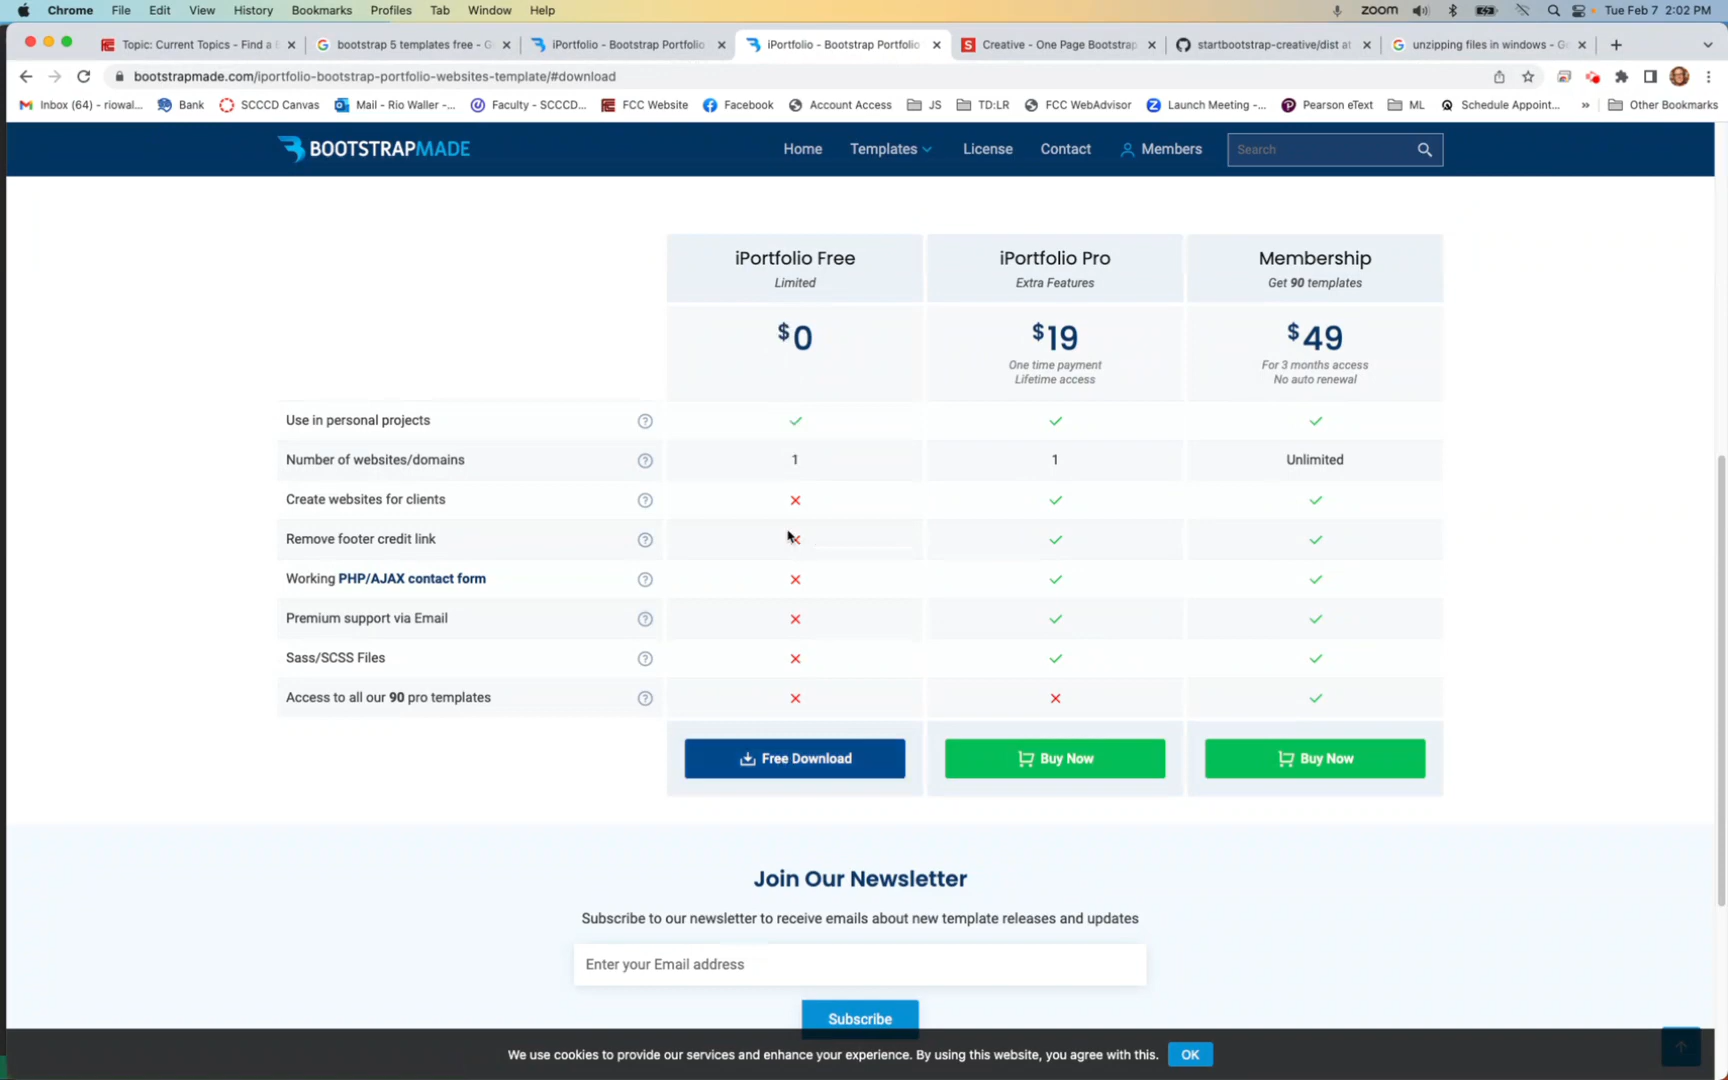 Chrome File Edit View History Bookmarks Profiles Tab Window Help zoom Tue Feb 7 2:02 PM
Topic: Current Topics - Find a bootstrap 5 templates free - G iPortfolio - Bootstrap Portfolio iPortfolio - Bootstrap Portfolio Creative - One Page Bootstrap startbootstrap-creative/dist at unzipping files in windows - Go
bootstrapmade.com/iportfolio-bootstrap-portfolio-websites-template/#download
Inbox (64) - riowal... Bank SCCCD Canvas Mail - Rio Waller -... Faculty - SCCCD... FCC Website Facebook Account Access JS TD:LR FCC WebAdvisor Launch Meeting -... Pearson eText ML Schedule Appoint... » Other Bookmarks
BOOTSTRAPMADE Home Templates License Contact Members Search
iPortfolio Free iPortfolio Pro Membership
Limited Extra Features Get 90 templates
$0 $19 $49
One time payment For 3 months access
Lifetime access No auto renewal
Use in personal projects ? ✓ ✓ ✓
Number of websites/domains ? 1 1 Unlimited
Create websites for clients ? ✕ ✓ ✓
Remove footer credit link ? ✕ ✓ ✓
Working PHP/AJAX contact form ? ✕ ✓ ✓
Premium support via Email ? ✕ ✓ ✓
Sass/SCSS Files ? ✕ ✓ ✓
Access to all our 90 pro templates ? ✕ ✕ ✓
Free Download Buy Now Buy Now
Join Our Newsletter
Subscribe to our newsletter to receive emails about new template releases and updates
Enter your Email address
Subscribe
We use cookies to provide our services and enhance your experience. By using this website, you agree with this. OK